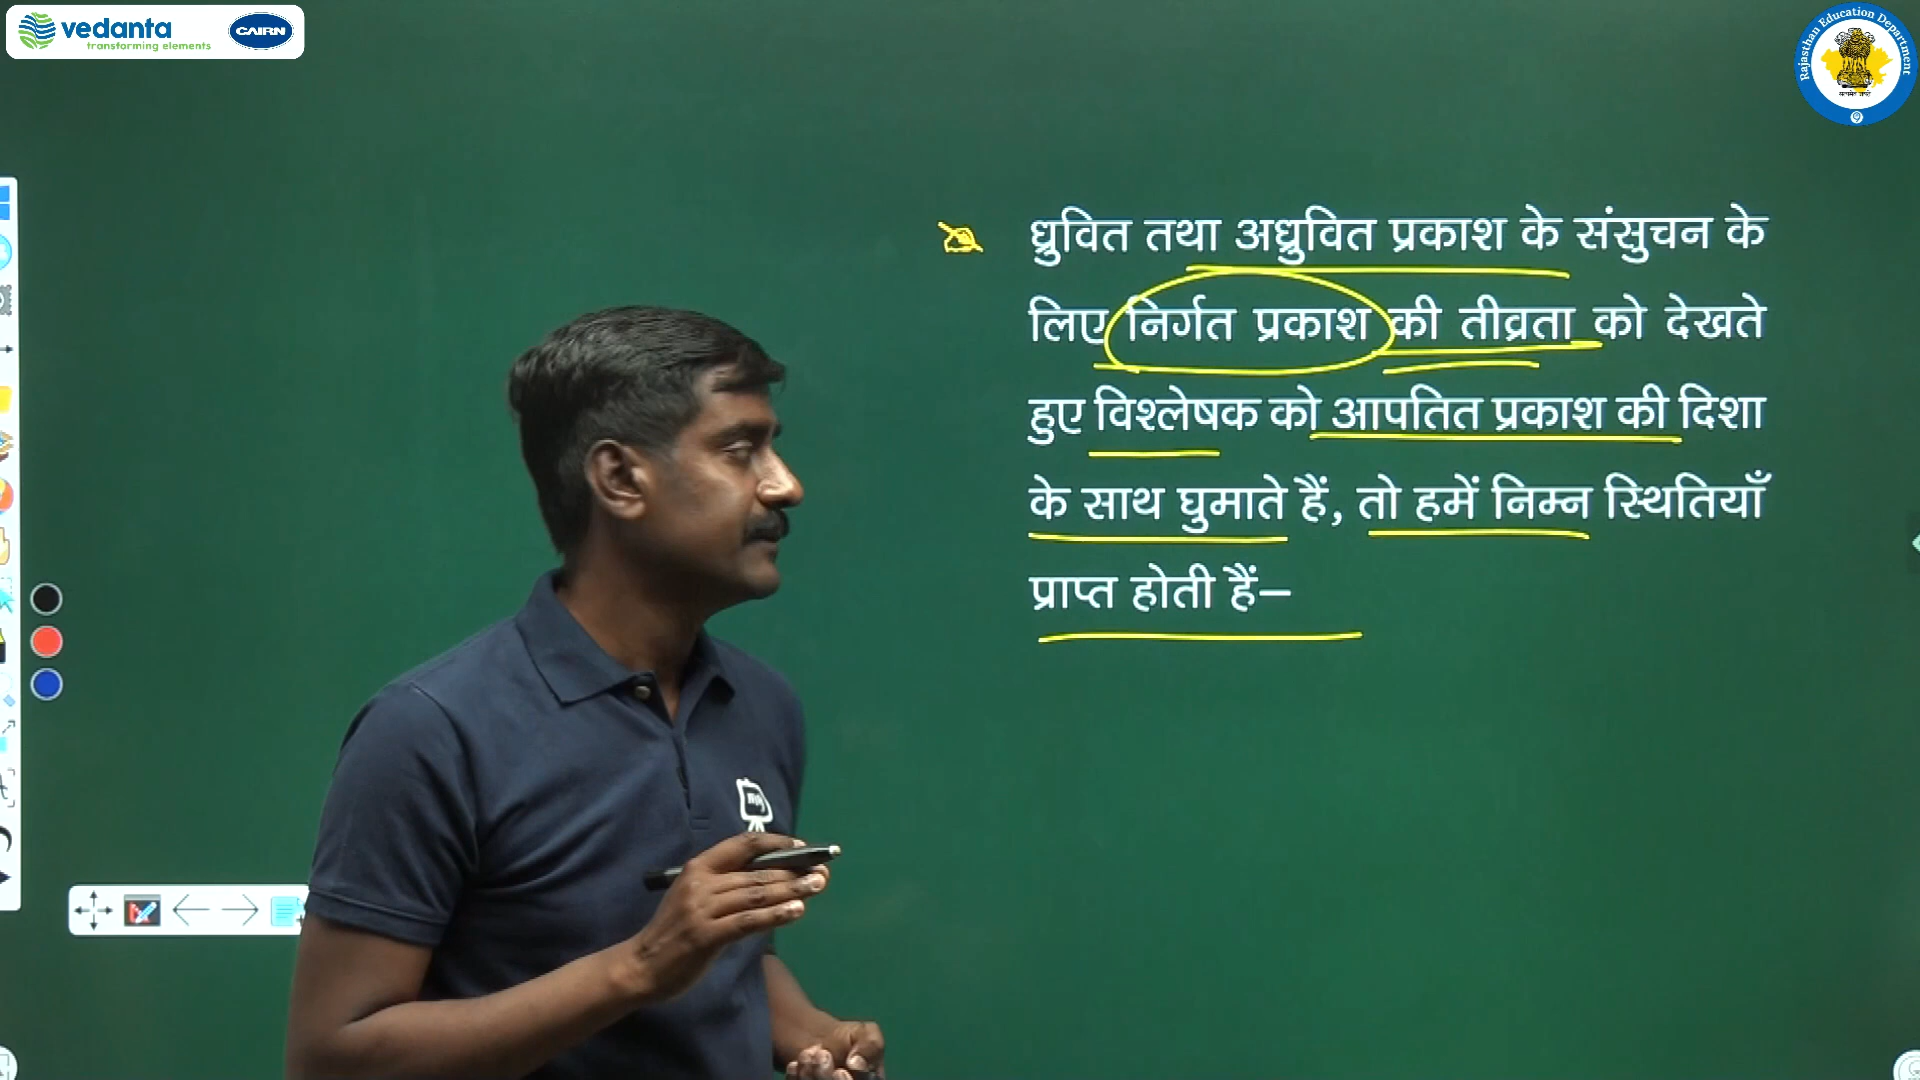 vedanta
transforming elements
CAIRN
Rajasthan Education Department
ध्रुवित तथा अध्रुवित प्रकाश के संसुचन के
लिए निर्गत प्रकाश की तीव्रता को देखते
हुए विश्लेषक को आपतित प्रकाश की दिशा
के साथ घुमाते हैं, तो हमें निम्न स्थितियाँ
प्राप्त होती हैं–